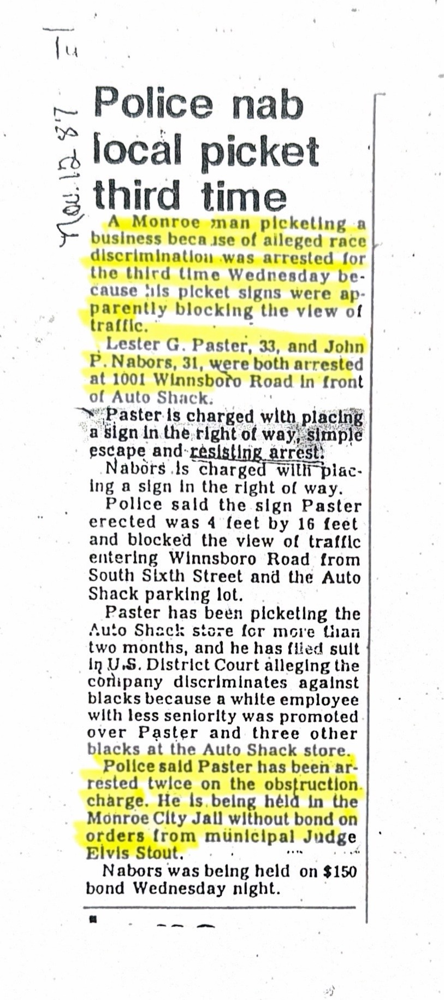 Tu
Nov. 12 87
Police nab
local picket
third time
A Monroe man picketing a
business because of alleged race
discrimination was arrested for
the third time Wednesday be-
cause his picket signs were ap-
parently blocking the view of
traffic.
Lester G. Paster, 33, and John
P. Nabors, 31, were both arrested
at 1001 Winnsboro Road in front
of Auto Shack.
Paster is charged with placing
a sign in the right of way, simple
escape and resisting arrest.
Nabors is charged with plac-
ing a sign in the right of way.
Police said the sign Paster
erected was 4 feet by 16 feet
and blocked the view of traffic
entering Winnsboro Road from
South Sixth Street and the Auto
Shack parking lot.
Paster has been picketing the
Auto Shack store for more than
two months, and he has filed suit
in U.S. District Court alleging the
company discriminates against
blacks because a white employee
with less seniority was promoted
over Paster and three other
blacks at the Auto Shack store.
Police said Paster has been ar-
rested twice on the obstruction
charge. He is being held in the
Monroe City Jail without bond on
orders from municipal Judge
Elvis Stout.
Nabors was being held on $150
bond Wednesday night.